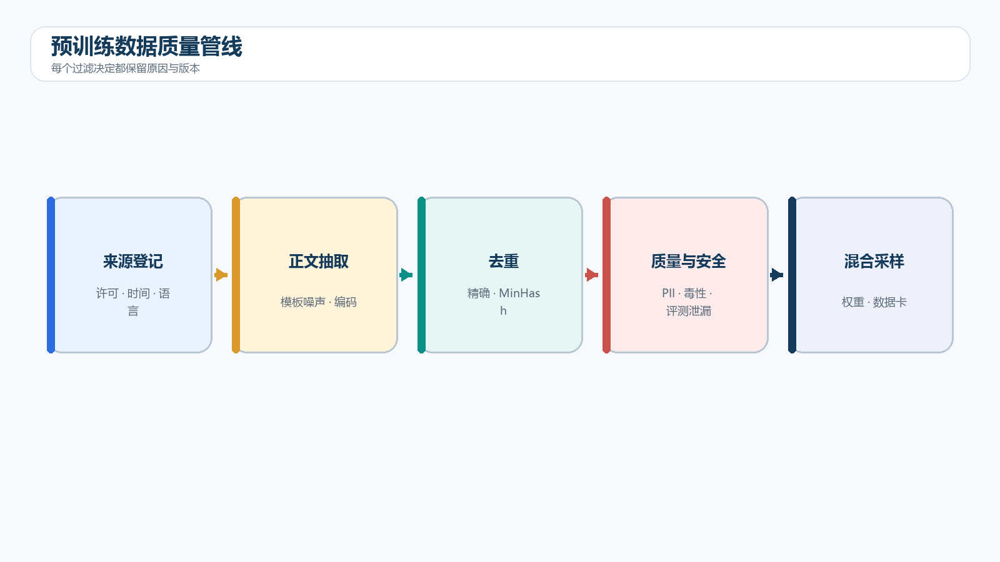 预训练数据质量管线
每个过滤决定都保留原因与版本
来源登记
许可 · 时间 · 语
言
正文抽取
模板噪声 · 编码
去重
精确 · MinHas
h
质量与安全
PII · 毒性 ·
评测泄漏
混合采样
权重 · 数据卡